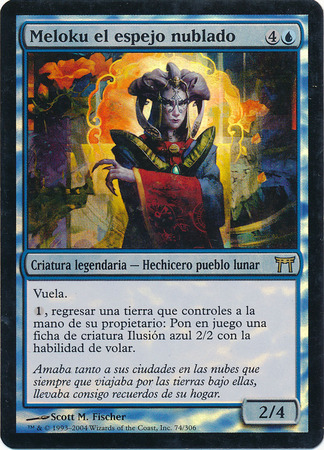 Meloku el espejo nublado 4
Criatura legendaria — Hechicero pueblo lunar
Vuela.
1, regresar una tierra que controles a la
mano de su propietario: Pon en juego una
ficha de criatura Ilusión azul 2/2 con la
habilidad de volar.
Amaba tanto a sus ciudades en las nubes que
siempre que viajaba por las tierras bajo ellas,
llevaba consigo recuerdos de su hogar.
Scott M. Fischer
™ & © 1993–2004 Wizards of the Coast, Inc. 74/306
2/4